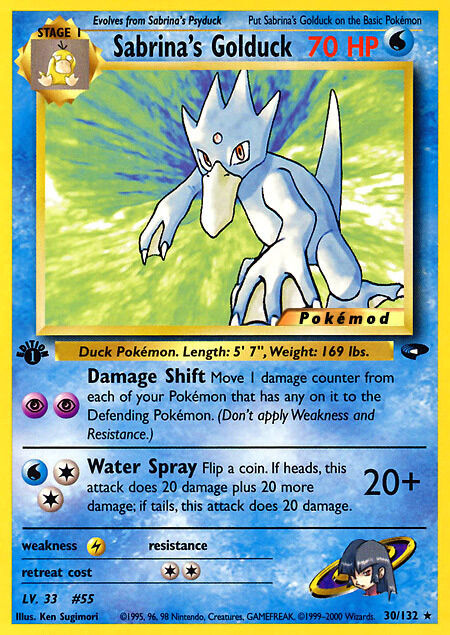 Evolves from Sabrina's Psyduck
Put Sabrina's Golduck on the Basic Pokémon
STAGE 1
Sabrina's Golduck 70 HP
Pokémod
EDITION
1
Duck Pokémon. Length: 5' 7", Weight: 169 lbs.
Damage Shift Move 1 damage counter from
each of your Pokémon that has any on it to the
Defending Pokémon. (Don't apply Weakness and
Resistance.)
Water Spray Flip a coin. If heads, this
attack does 20 damage plus 20 more
damage; if tails, this attack does 20 damage.
20+
weakness
resistance
retreat cost
LV. 33 #55
Illus. Ken Sugimori
©1995, 96, 98 Nintendo, Creatures, GAMEFREAK. ©1999-2000 Wizards.
30/132 ★